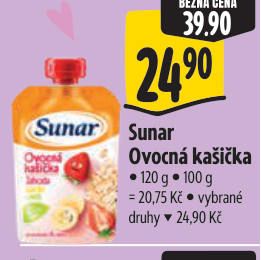 BĚŽNÁ CENA
39.90
24.90
Sunar
Ovocná kašička
• 120 g • 100 g
= 20,75 Kč • vybrané
druhy ▾ 24,90 Kč
Sunar
Ovocná
kašička
Jahoda